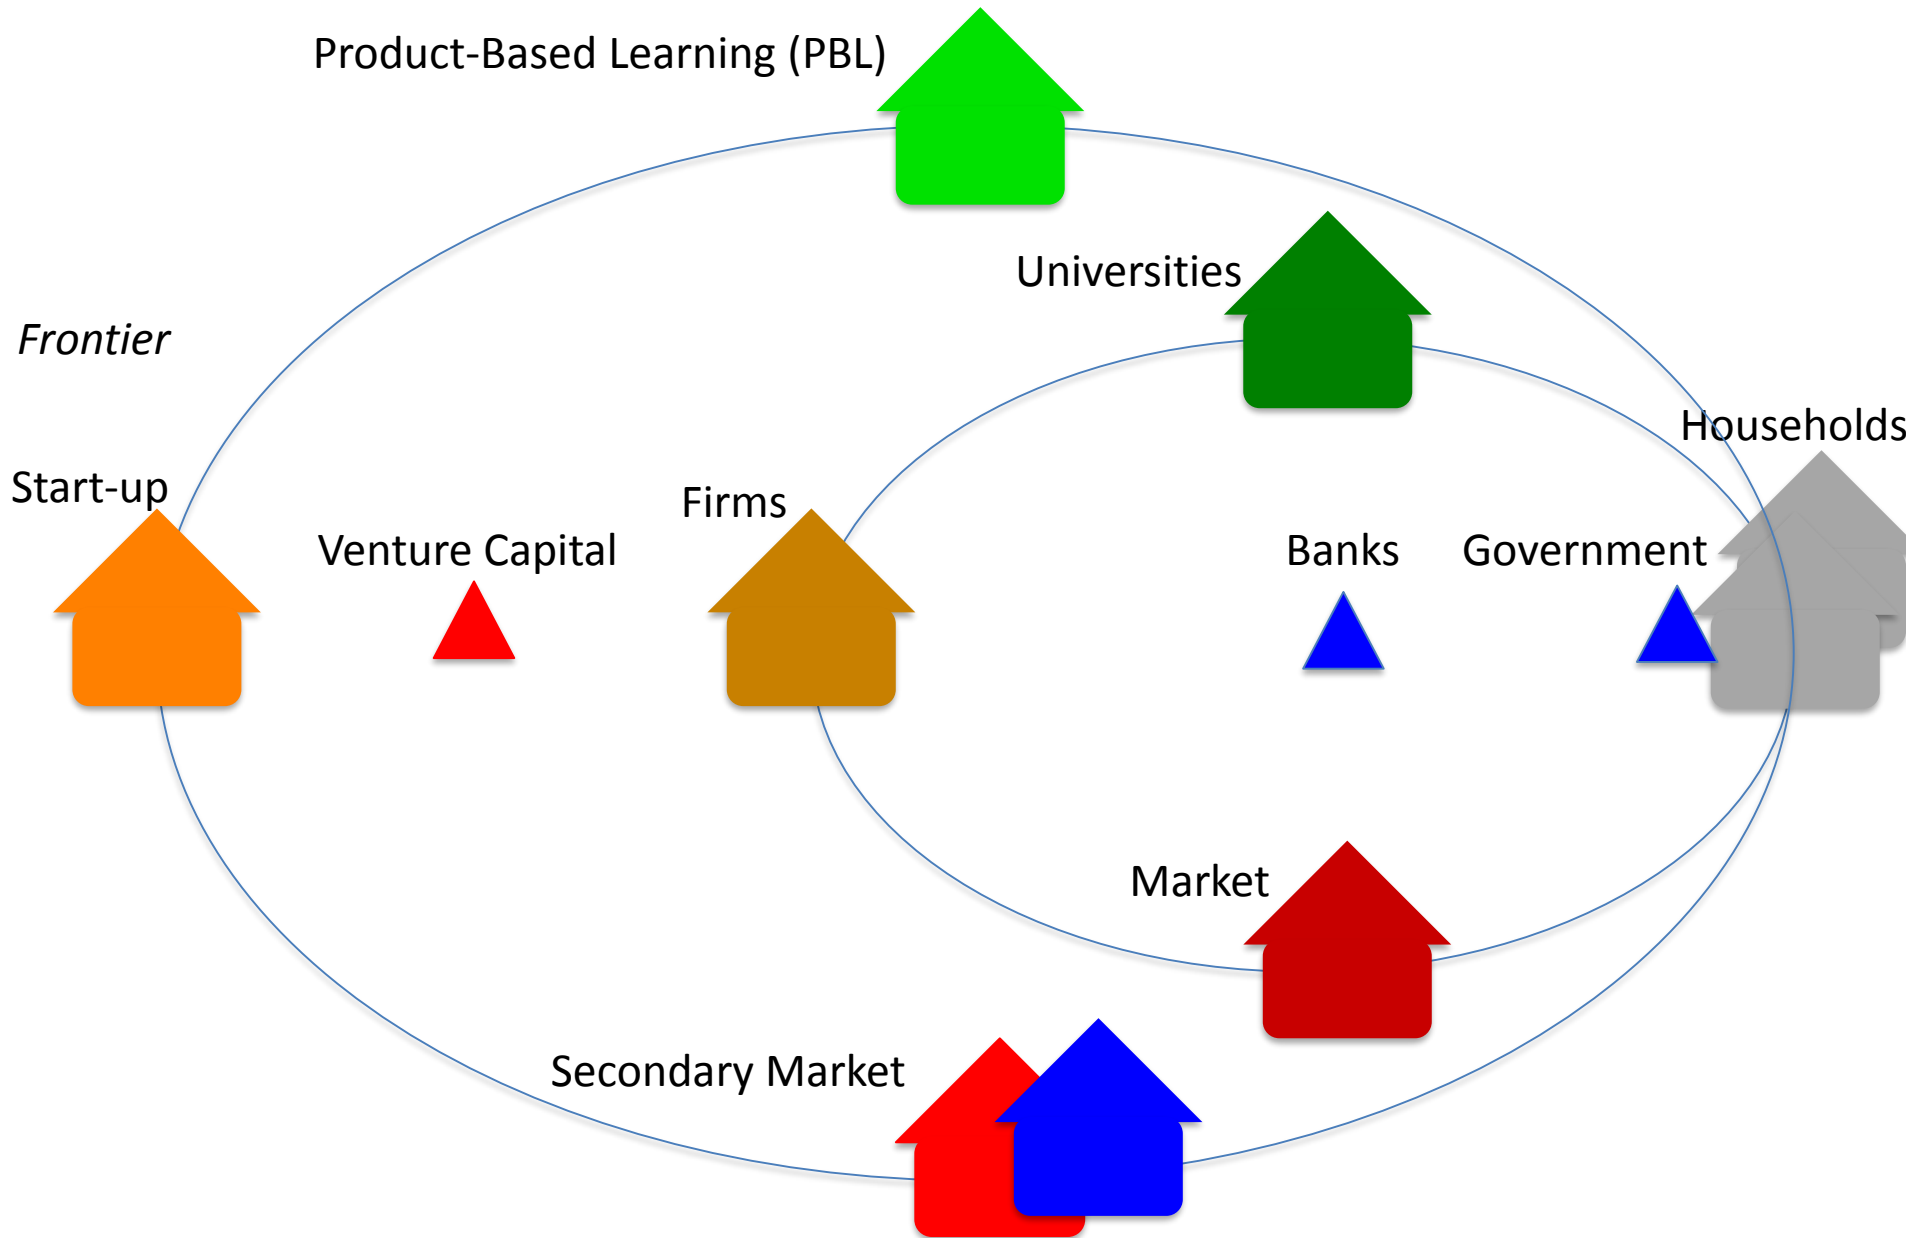 Product-Based Learning (PBL)
Universities
Frontier
Households
Start-up
Firms
Venture Capital
Banks
Government
Market
Secondary Market